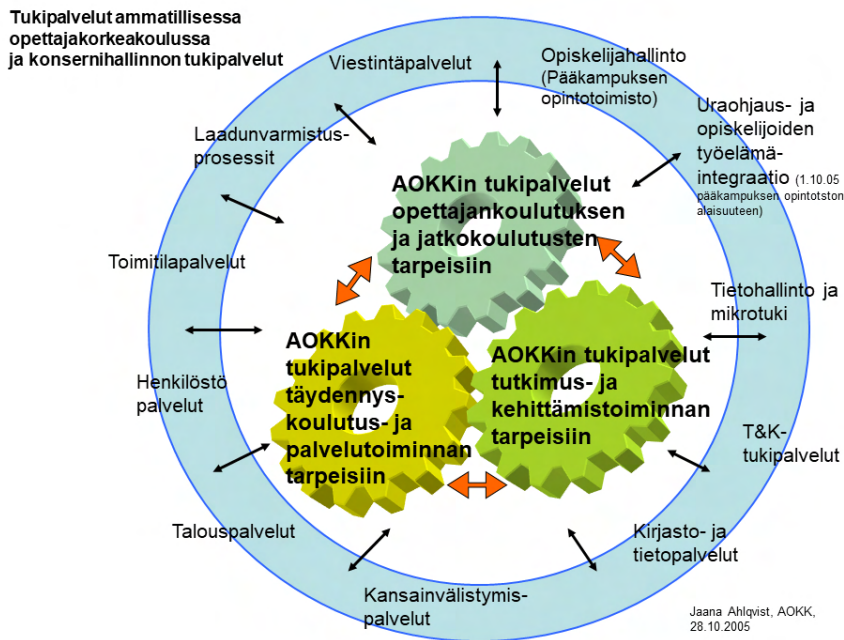 Tukipalvelut ammatillisessa
opettajakorkeakoulussa
ja konsernihallinnon tukipalvelut
Viestintäpalvelut
Opiskelijahallinto
(Pääkampuksen
opintotoimisto)
Uraohjaus- ja
opiskelijoiden
työelämä-
integraatio (1.10.05
pääkampuksen opintotston
alaisuuteen)
Laadunvarmistus-
prosessit
AOKKin tukipalvelut
opettajankoulutuksen
ja jatkokoulutusten
tarpeisiin
Toimitilapalvelut
Tietohallinto ja
mikrotuki
AOKKin
tukipalvelut
täydennys-
koulutus- ja
palvelutoiminnan
tarpeisiin
AOKKin tukipalvelut
tutkimus- ja
kehittämistoiminnan
tarpeisiin
Henkilöstö
palvelut
T&K-
tukipalvelut
Talouspalvelut
Kirjasto- ja
tietopalvelut
Kansainvälistymis-
palvelut
Jaana Ahlqvist, AOKK,
28.10.2005